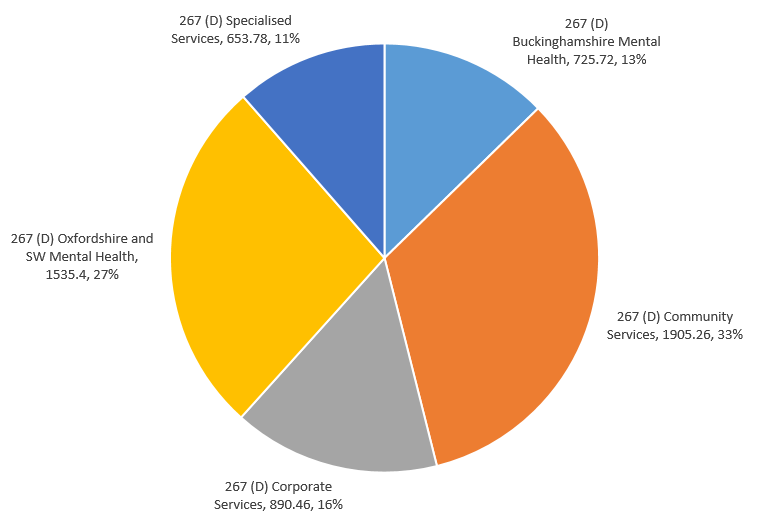 267 (D) Specialised
Services, 653.78, 11%
267 (D)
Buckinghamshire Mental
Health, 725.72, 13%
267 (D) Oxfordshire and
SW Mental Health,
1535.4, 27%
267 (D) Community
Services, 1905.26, 33%
267 (D) Corporate
Services, 890.46, 16%